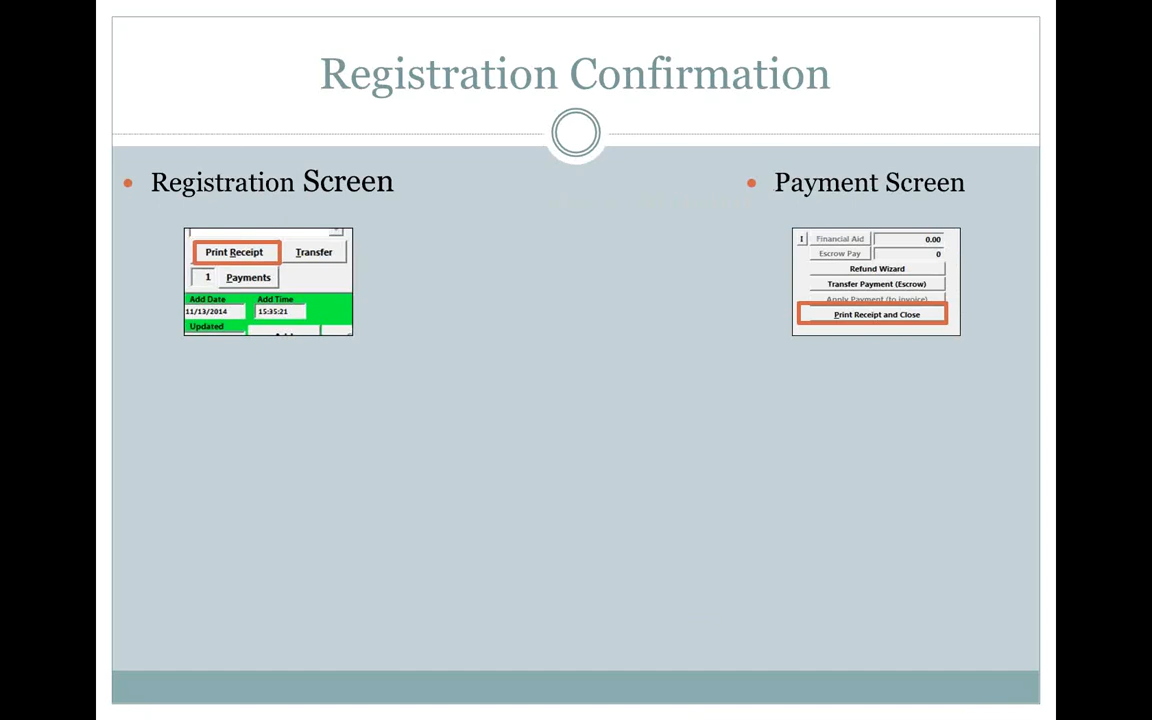 Registration Confirmation
• Registration Screen
Print Receipt Transfer
1 Payments
Add Date Add Time
11/13/2014 15:35:21
Updated
• Payment Screen
I Financial Aid 0.00
Escrow Pay 0
Refund Wizard
Transfer Payment (Escrow)
Apply Payment (to invoice)
Print Receipt and Close